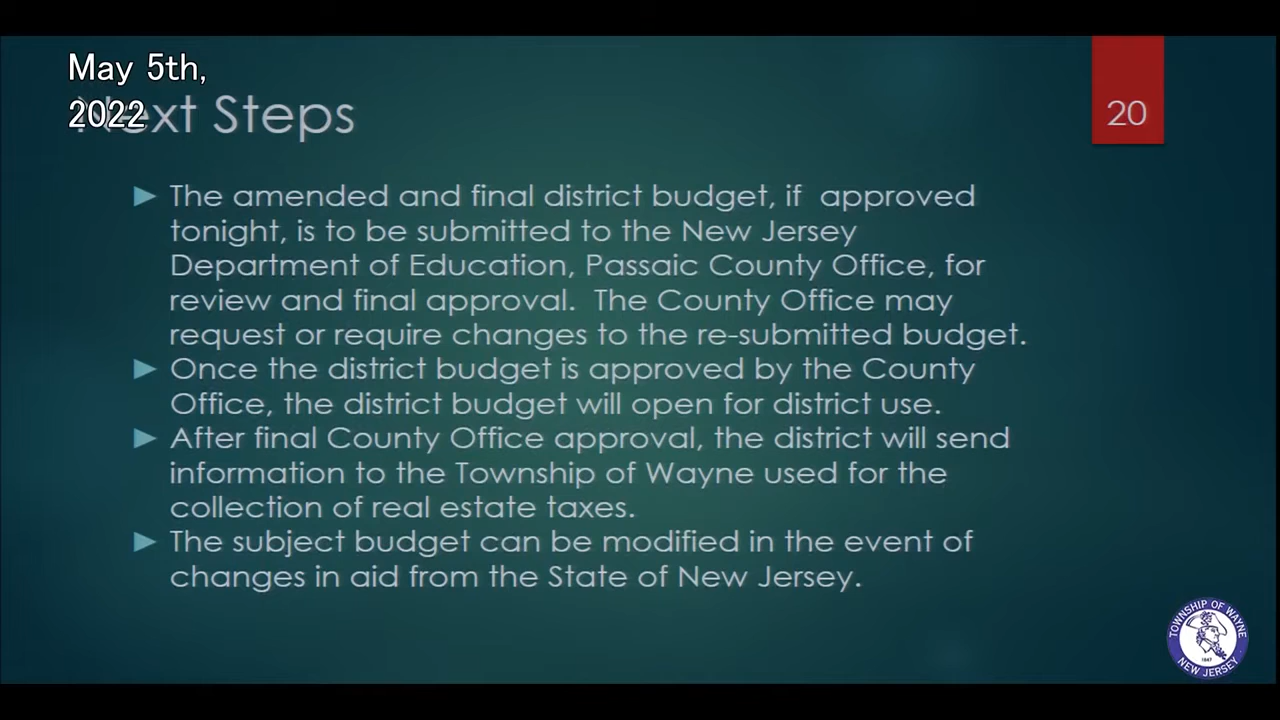 May 5th,
2022
Next Steps
20
The amended and final district budget, if approved
tonight, is to be submitted to the New Jersey
Department of Education, Passaic County Office, for
review and final approval. The County Office may
request or require changes to the re-submitted budget.
Once the district budget is approved by the County
Office, the district budget will open for district use.
After final County Office approval, the district will send
information to the Township of Wayne used for the
collection of real estate taxes.
The subject budget can be modified in the event of
changes in aid from the State of New Jersey.
TOWNSHIP OF WAYNE
1847
NEW JERSEY